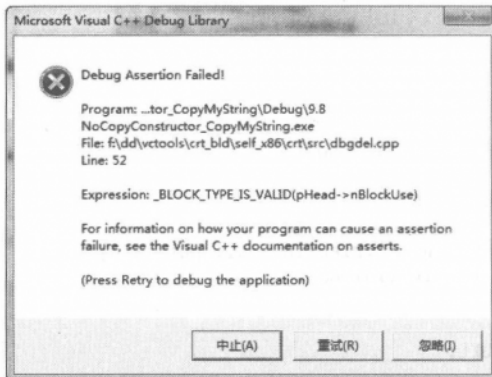 Microsoft Visual C++ Debug Library
Debug Assertion Failed!
Program: ...tor_CopyMyString\Debug\9.8
NoCopyConstructor_CopyMyString.exe
File: f:\dd\vctools\crt_bld\self_x86\crt\src\dbgdel.cpp
Line: 52
Expression: _BLOCK_TYPE_IS_VALID(pHead->nBlockUse)
For information on how your program can cause an assertion
failure, see the Visual C++ documentation on asserts.
(Press Retry to debug the application)
中止(A) 重试(R) 忽略(I)